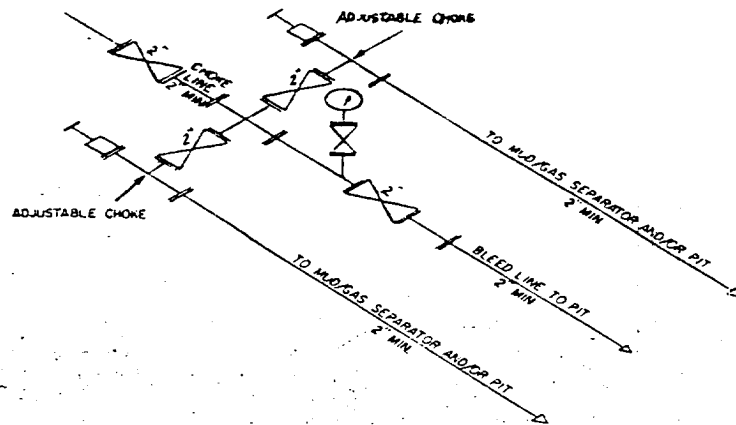 ADJUSTABLE CHOKE
2"
CHOKE
LINE
2" MIN
2"
2"
2"
ADJUSTABLE CHOKE
TO MUD/GAS SEPARATOR AND/OR PIT
2" MIN.
BLEED LINE TO PIT
2" MIN
TO MUD/GAS SEPARATOR AND/OR PIT
2" MIN.